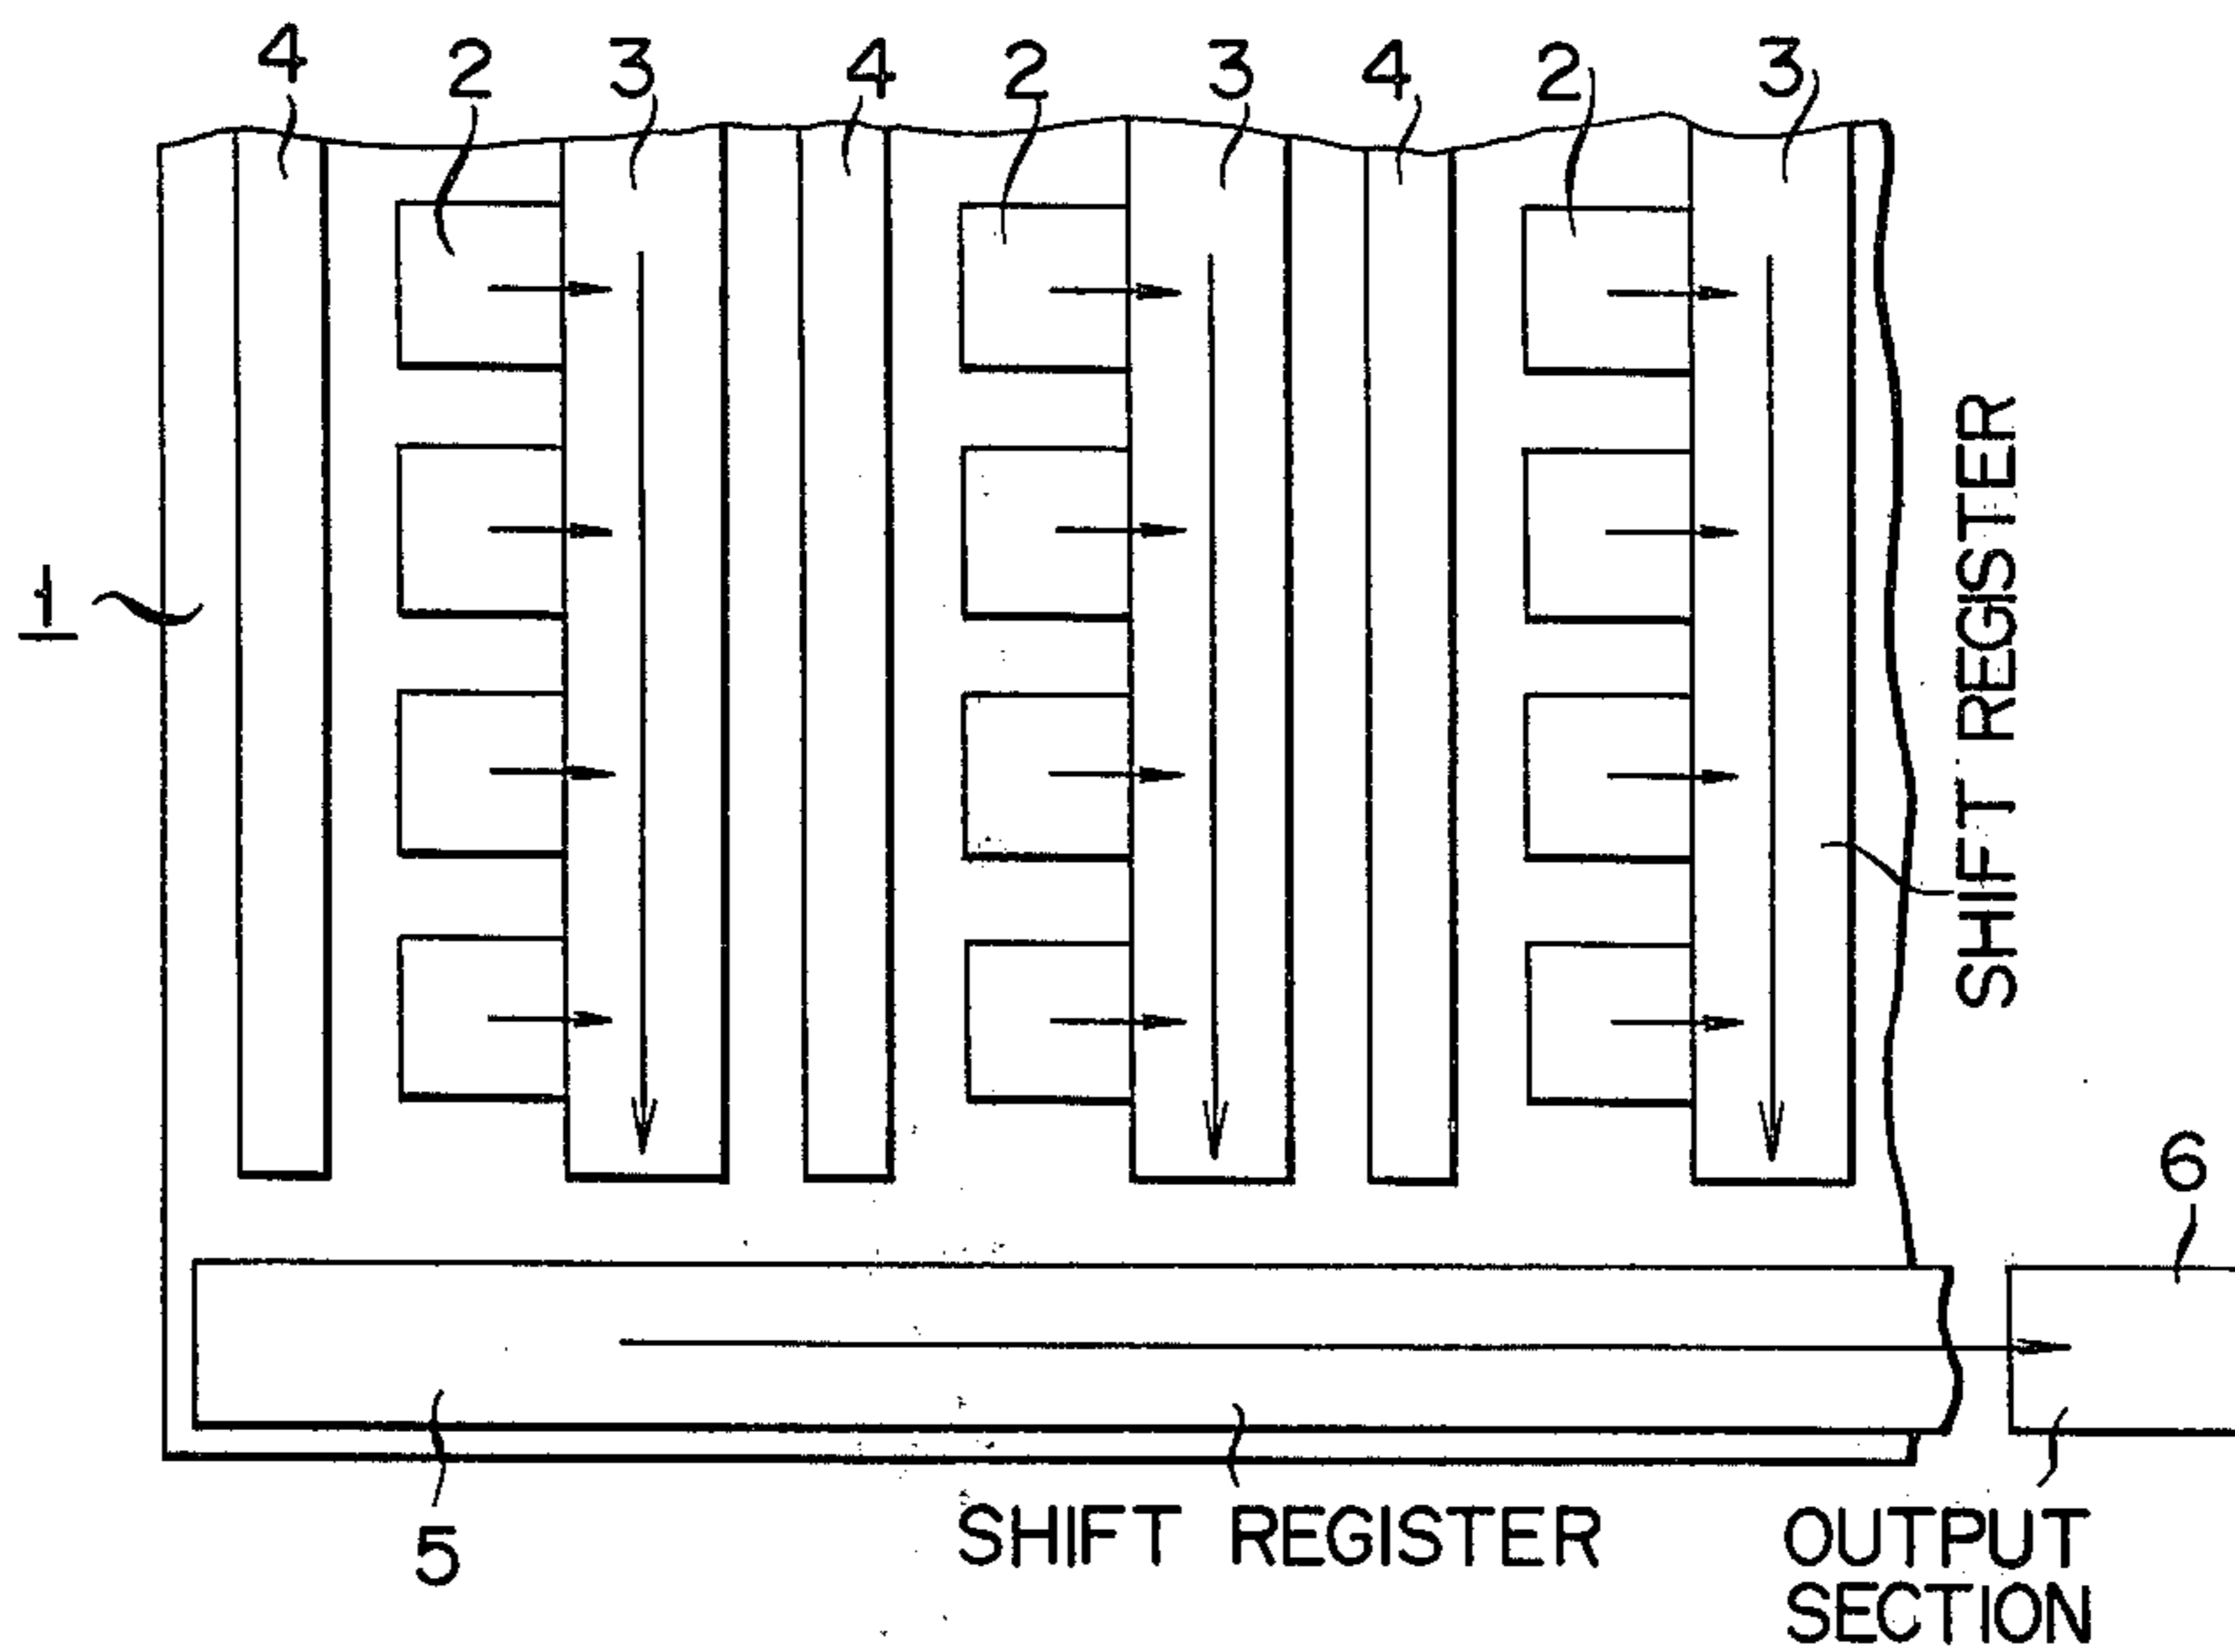 4 2 3 4 2 3 4 2 3
1
SHIFT REGISTER
6
5
SHIFT REGISTER
OUTPUT
SECTION